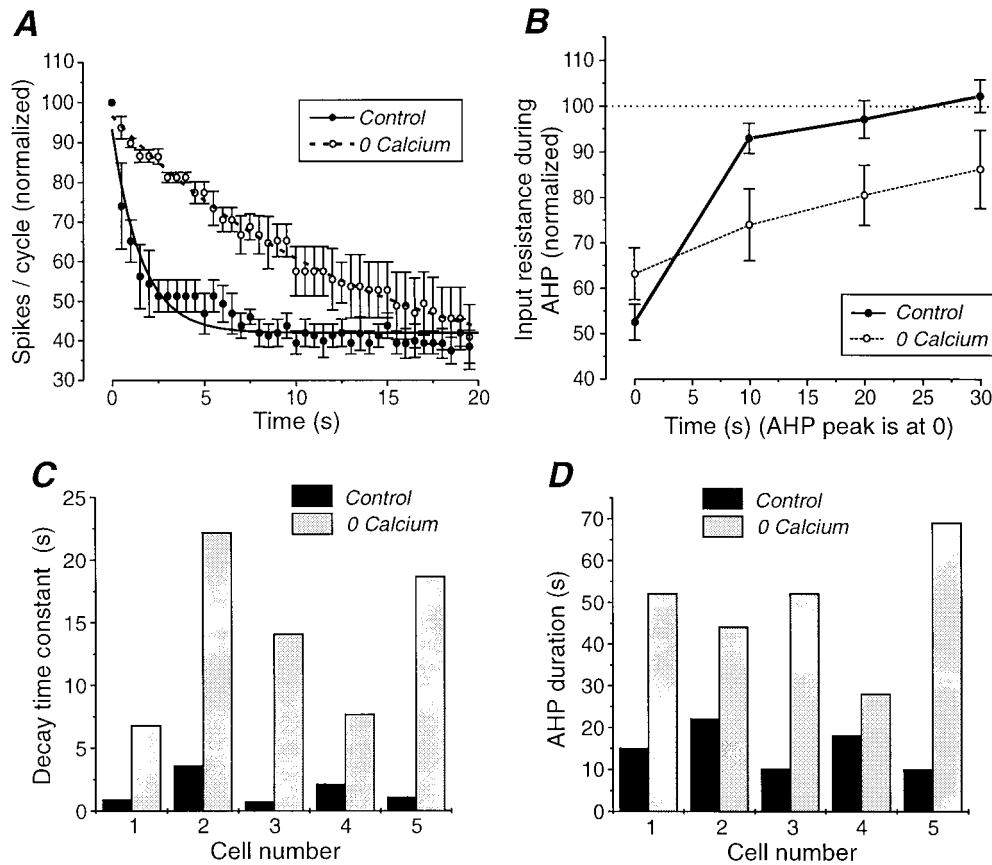 A
Spikes / cycle (normalized)
110
100
90
80
70
60
50
40
30
Control
0 Calcium
0
5
10
15
20
Time (s)
B
Input resistance during
AHP (normalized)
110
100
90
80
70
60
50
40
Control
0 Calcium
0
5
10
15
20
25
30
Time (s) (AHP peak is at 0)
C
Decay time constant (s)
25
20
15
10
5
0
Control
0 Calcium
1
2
3
4
5
Cell number
D
AHP duration (s)
70
60
50
40
30
20
10
0
Control
0 Calcium
1
2
3
4
5
Cell number